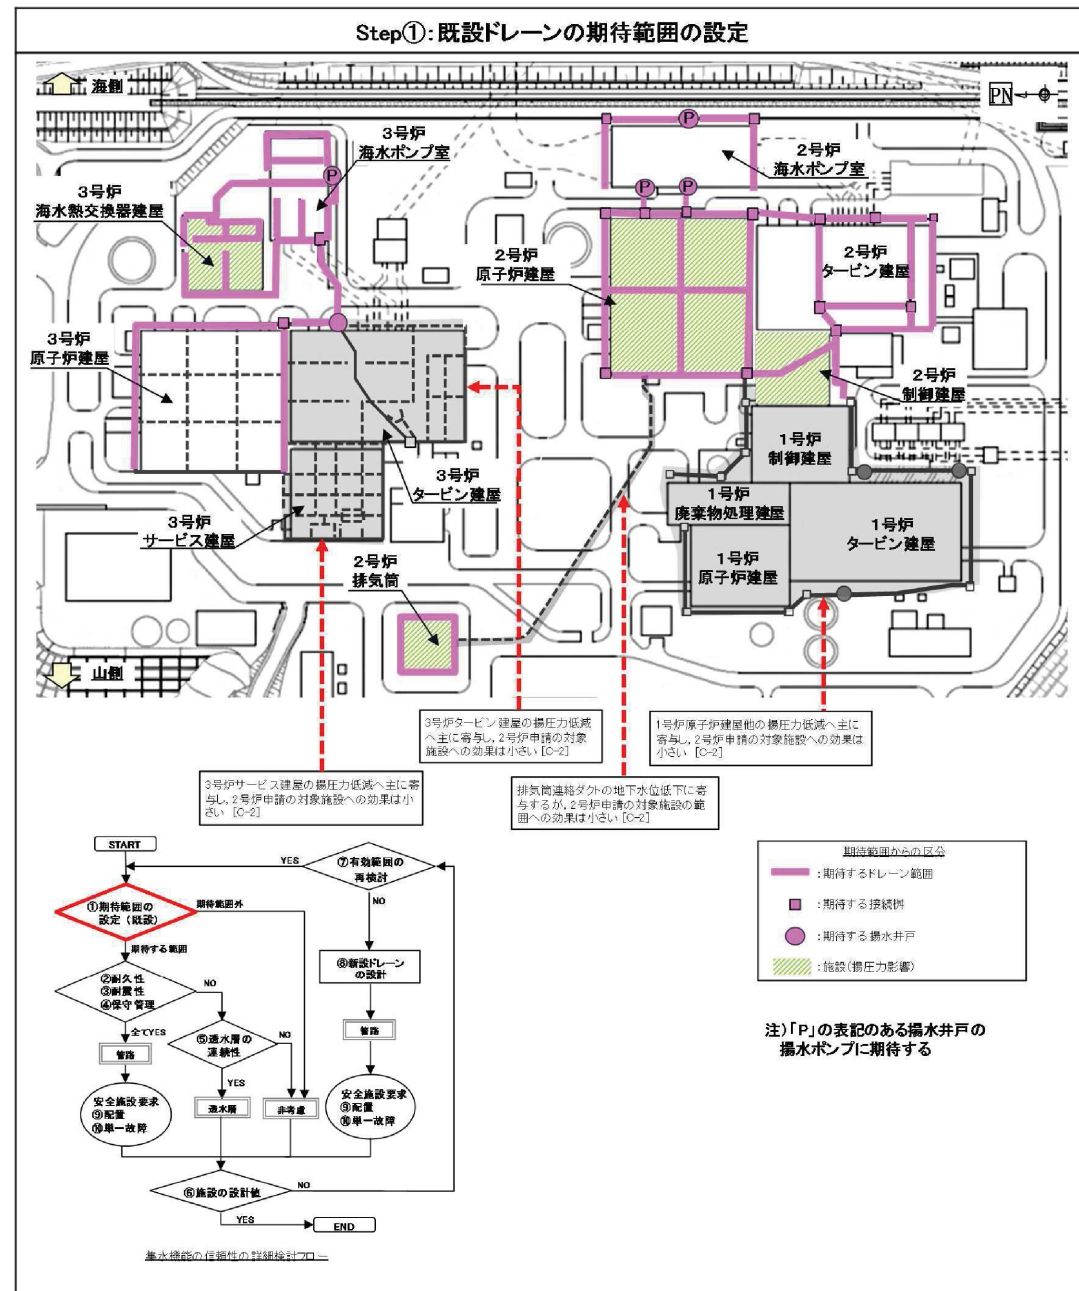 Step①:既設ドレーンの期待範囲の設定
海側
PN
3号炉
海水ポンプ室
P
P
2号炉
海水ポンプ室
3号炉
海水熱交換器建屋
P
P
2号炉
原子炉建屋
2号炉
タービン建屋
3号炉
原子炉建屋
2号炉
制御建屋
1号炉
制御建屋
3号炉
タービン建屋
1号炉
廃棄物処理建屋
3号炉
サービス建屋
1号炉
タービン建屋
2号炉
排気筒
1号炉
原子炉建屋
山側
3号炉タービン建屋の揚圧力低減
へ主に寄与し,2号炉申請の対象
施設への効果は小さい [C-2]
1号炉原子炉建屋他の揚圧力低減へ主に
寄与し,2号炉申請の対象施設への効果は
小さい [C-2]
3号炉サービス建屋の揚圧力低減へ主に寄
与し,2号炉申請の対象施設への効果は小
さい [C-2]
排気筒連絡ダクトの地下水位低下に寄
与するが,2号炉申請の対象施設の範
囲への効果は小さい [C-2]
START
YES
⑦有効範囲の
再検討
NO
①期待範囲の
設定(既設)
期待範囲外
期待する範囲
②耐久性
③耐震性
④保守管理
NO
全てYES
⑤透水層の
連続性
NO
YES
管路
⑧新設ドレーン
の設計
管路
安全施設要求
⑨配置
⑩単一故障
透水層
非考慮
安全施設要求
⑨配置
⑩単一故障
⑥施設の設計値
NO
YES
END
集水機能の信頼性の詳細検討フロー
期待範囲からの区分
:期待するドレーン範囲
:期待する接続桝
:期待する揚水井戸
:施設(揚圧力影響)
注)「P」の表記のある揚水井戸の
揚水ポンプに期待する